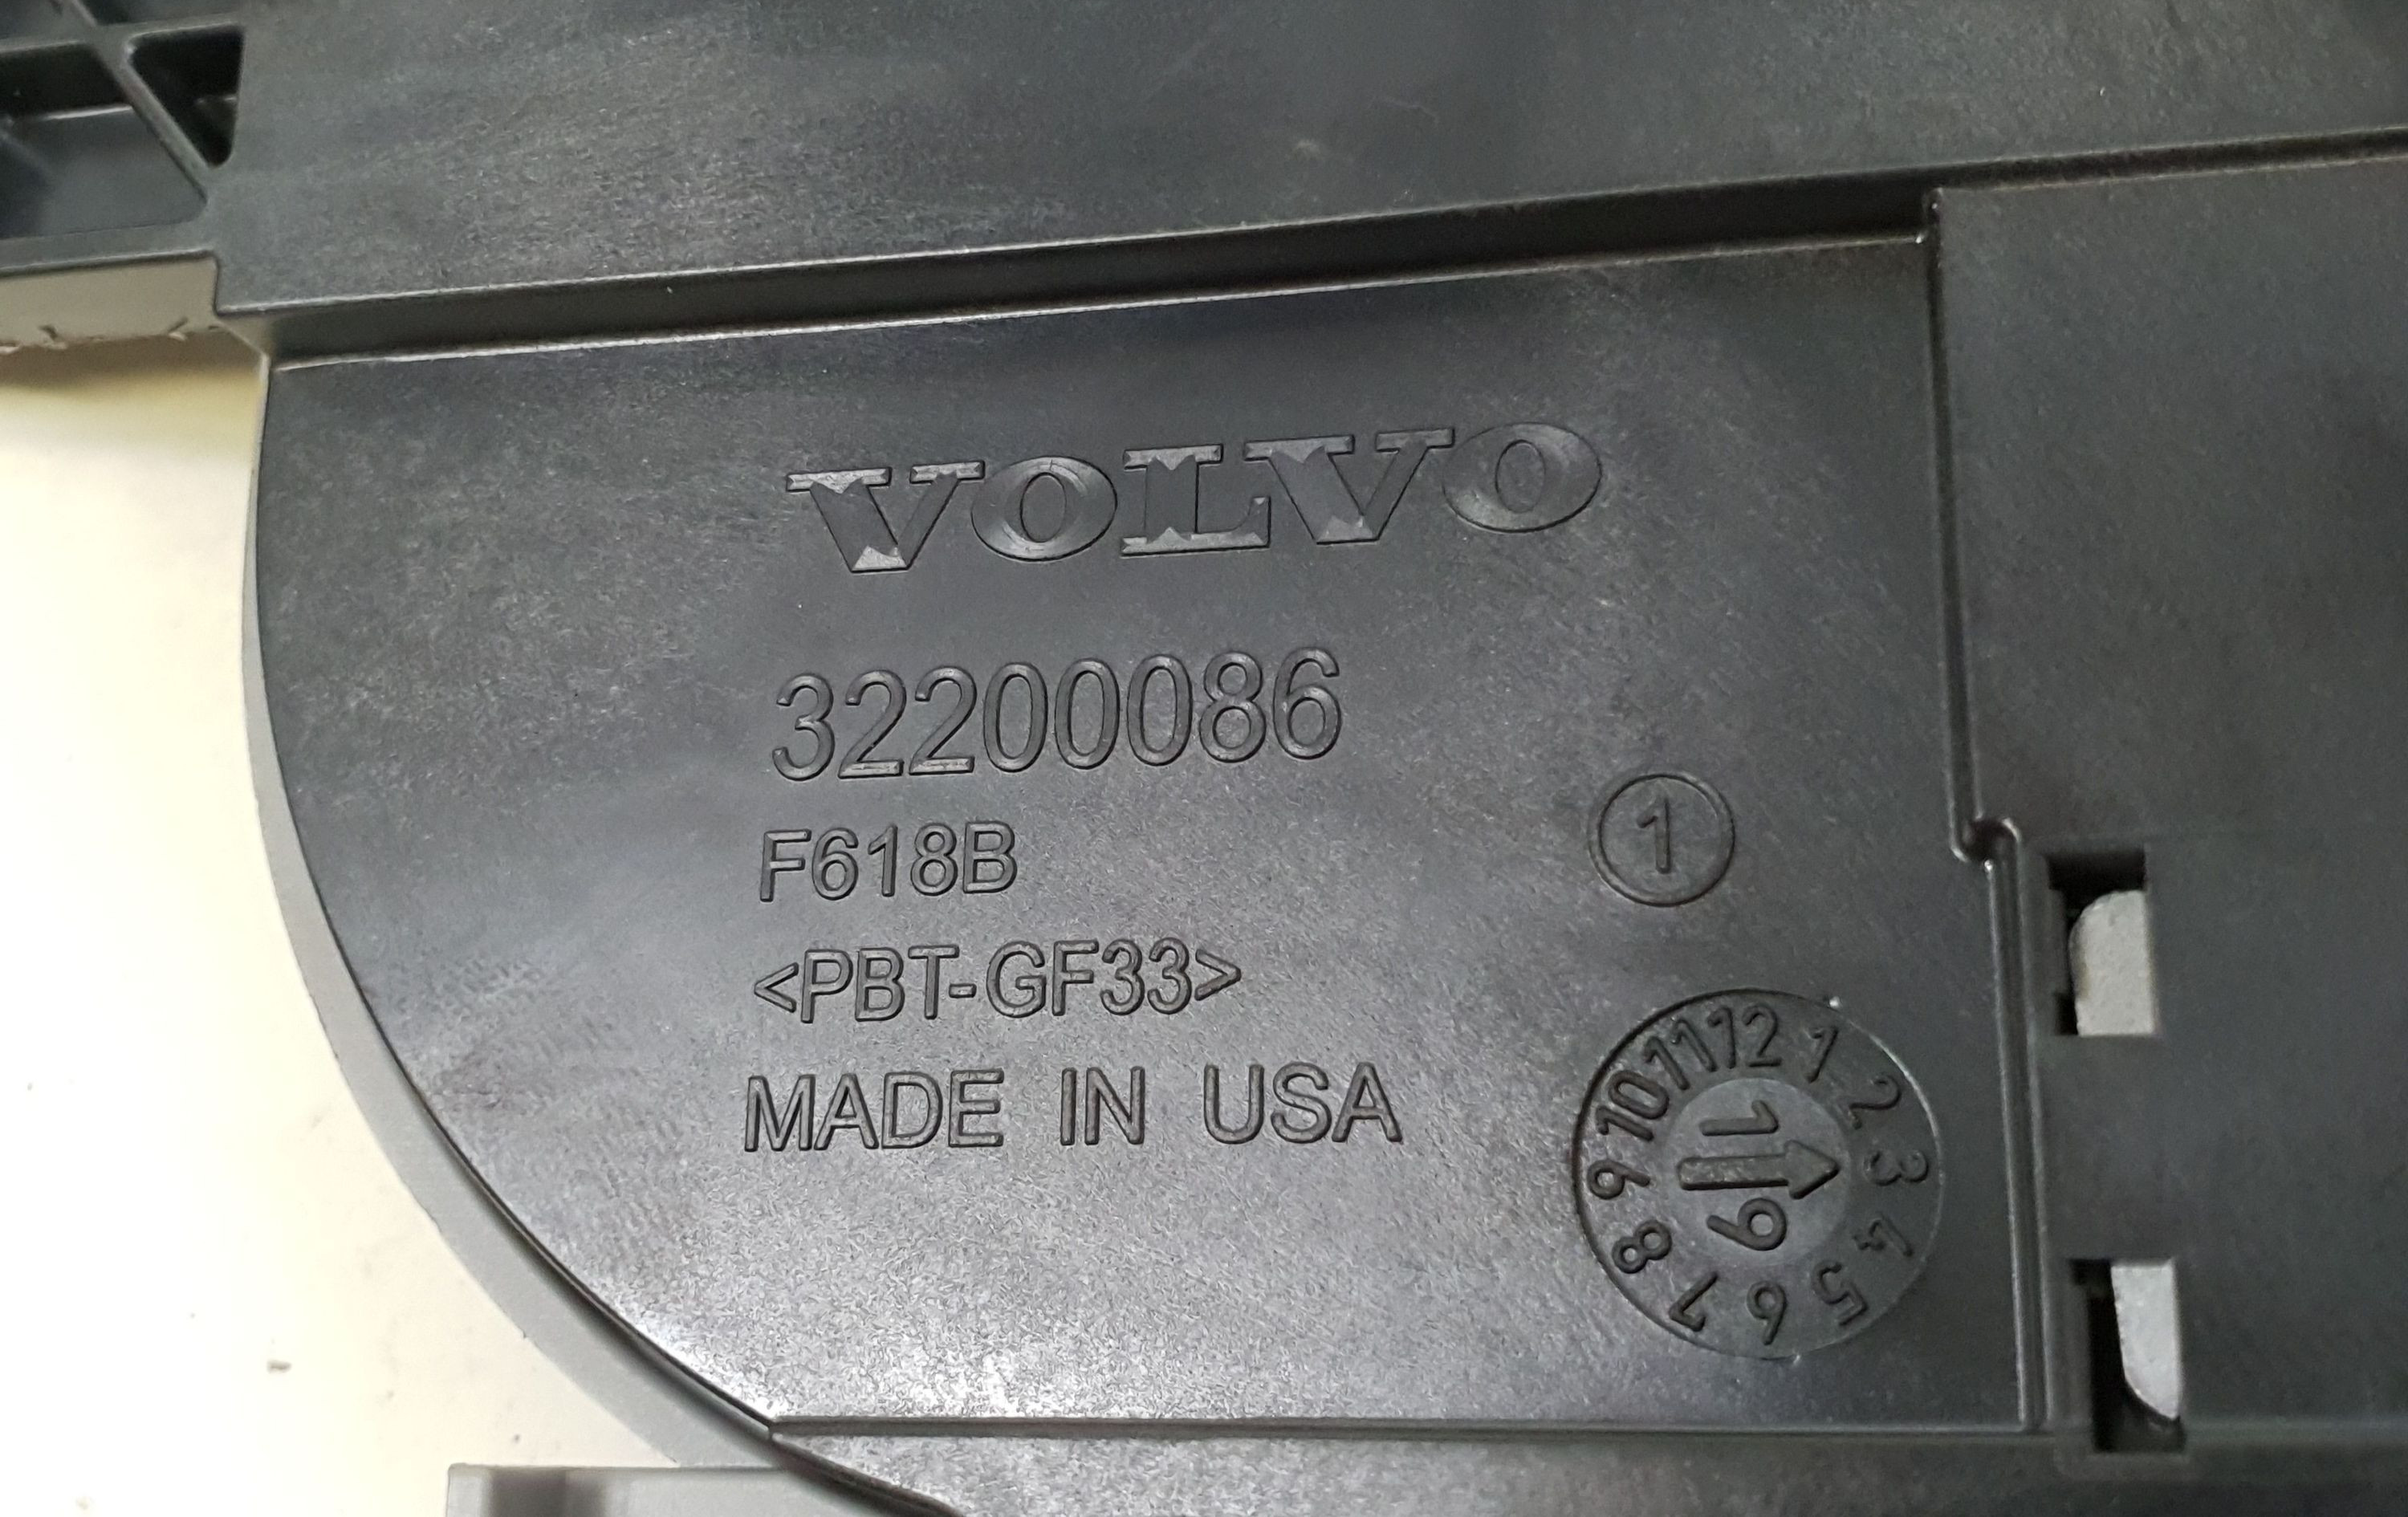 VOLVO
32200086
F618B
1
<PBT-GF33>
MADE IN USA
1 2 3 4 5 6 7 8 9 10 11 12
19